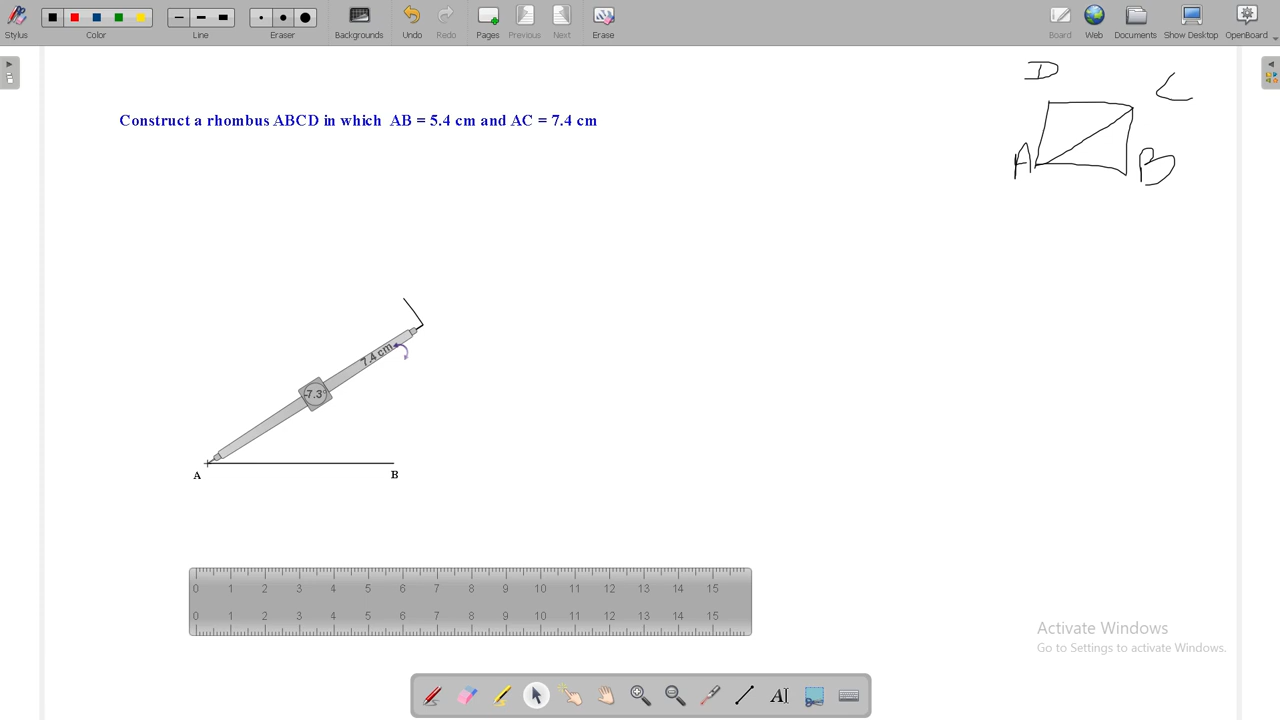 Stylus Color Line Eraser Backgrounds Undo Redo Pages Previous Next Erase Board Web Documents Show Desktop OpenBoard
D
C
Construct a rhombus ABCD in which AB = 5.4 cm and AC = 7.4 cm
A
B
7.4 cm
-7.3°
A B
0 1 2 3 4 5 6 7 8 9 10 11 12 13 14 15
0 1 2 3 4 5 6 7 8 9 10 11 12 13 14 15
Activate Windows
Go to Settings to activate Windows.
A